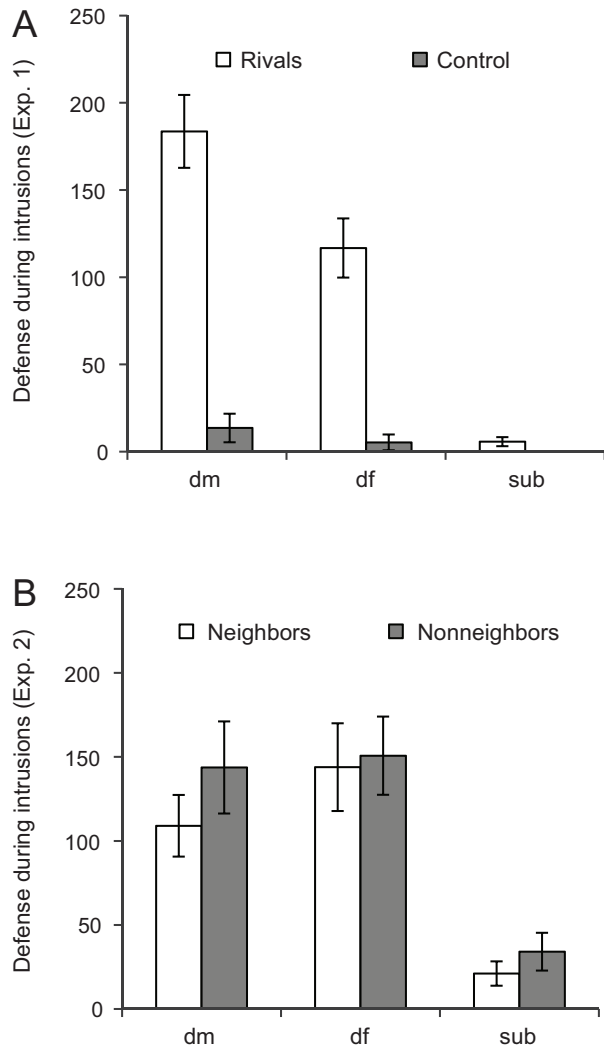 A
Defense during intrusions (Exp. 1)
250
200
150
100
50
0
Rivals
Control
dm
df
sub
B
Defense during intrusions (Exp. 2)
250
200
150
100
50
0
Neighbors
Nonneighbors
dm
df
sub